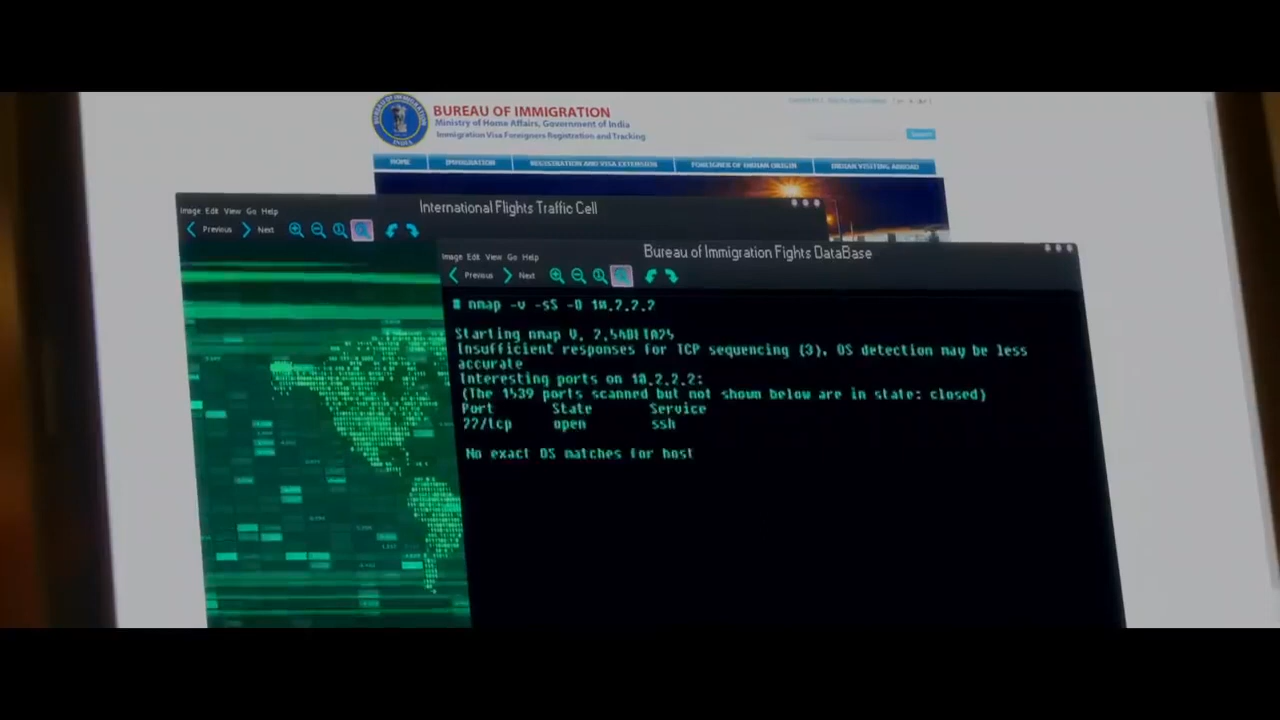 BUREAU OF IMMIGRATION
Ministry of Home Affairs, Government of India
Immigration Visa Foreigners Registration and Tracking
Search
HOME IMMIGRATION REGISTRATION AND VISA EXTENSION FOREIGNER OF INDIAN ORIGIN INDIAN VISITING ABROAD
International Flights Traffic Cell
Image Edit View Go Help
Previous Next
Bureau of Immigration Fights DataBase
Image Edit View Go Help
Previous Next
# nmap -v -sS -O 10.2.2.2
Starting nmap V. 2.54BETA25
Insufficient responses for TCP sequencing (3), OS detection may be less
accurate
Interesting ports on 10.2.2.2:
(The 1539 ports scanned but not shown below are in state: closed)
Port State Service
22/tcp open ssh
No exact OS matches for host